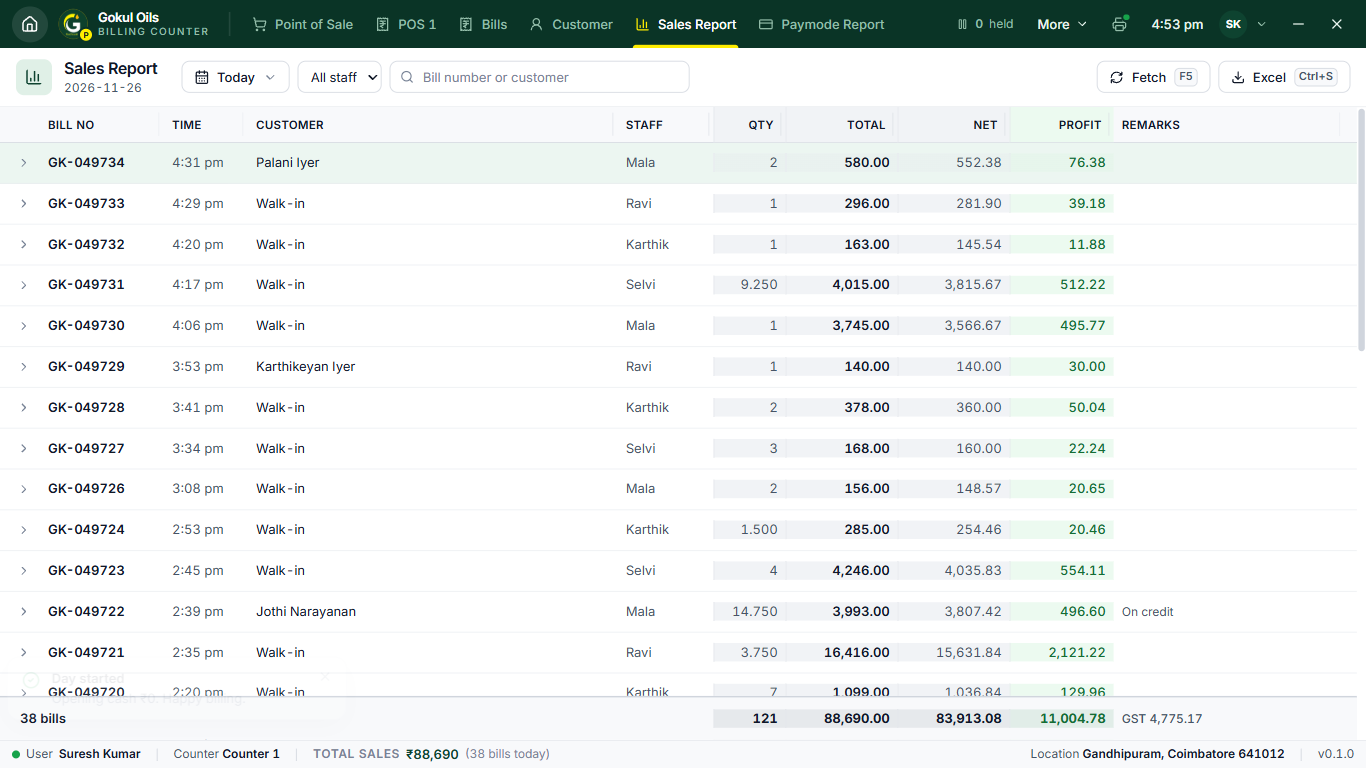 Gokul Oils
BILLING COUNTER
Point of Sale
POS 1
Bills
Customer
Sales Report
Paymode Report
0 held
More
4:53 pm
SK
Sales Report
2026-11-26
Today
All staff
Bill number or customer
Fetch F5
Excel Ctrl+S
BILL NO TIME CUSTOMER STAFF QTY TOTAL NET PROFIT REMARKS
GK-049734 4:31 pm Palani Iyer Mala 2 580.00 552.38 76.38
GK-049733 4:29 pm Walk-in Ravi 1 296.00 281.90 39.18
GK-049732 4:20 pm Walk-in Karthik 1 163.00 145.54 11.88
GK-049731 4:17 pm Walk-in Selvi 9.250 4,015.00 3,815.67 512.22
GK-049730 4:06 pm Walk-in Mala 1 3,745.00 3,566.67 495.77
GK-049729 3:53 pm Karthikeyan Iyer Ravi 1 140.00 140.00 30.00
GK-049728 3:41 pm Walk-in Karthik 2 378.00 360.00 50.04
GK-049727 3:34 pm Walk-in Selvi 3 168.00 160.00 22.24
GK-049726 3:08 pm Walk-in Mala 2 156.00 148.57 20.65
GK-049724 2:53 pm Walk-in Karthik 1.500 285.00 254.46 20.46
GK-049723 2:45 pm Walk-in Selvi 4 4,246.00 4,035.83 554.11
GK-049722 2:39 pm Jothi Narayanan Mala 14.750 3,993.00 3,807.42 496.60 On credit
GK-049721 2:35 pm Walk-in Ravi 3.750 16,416.00 15,631.84 2,121.22
Day started
GK-049720 2:20 pm Walk-in Karthik 7 1,099.00 1,036.84 129.96
Opening cash ₹0. Happy billing.
38 bills 121 88,690.00 83,913.08 11,004.78 GST 4,775.17
User Suresh Kumar Counter Counter 1 TOTAL SALES ₹88,690 (38 bills today) Location Gandhipuram, Coimbatore 641012 v0.1.0